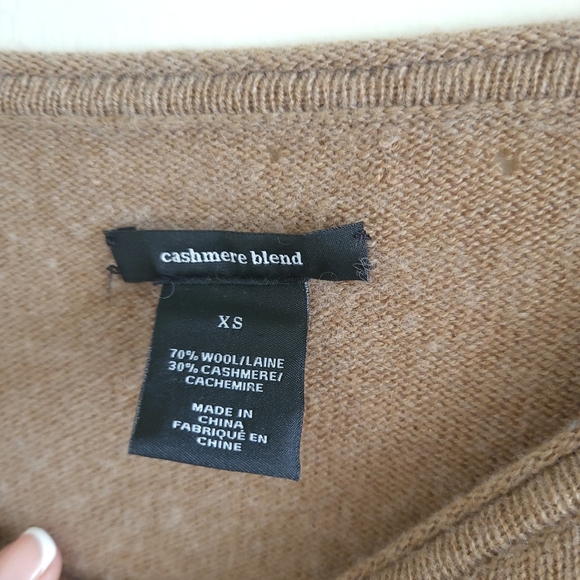 cashmere blend
XS
70% WOOL/LAINE
30% CASHMERE/
CACHEMIRE
MADE IN
CHINA
FABRIQUÉ EN
CHINE